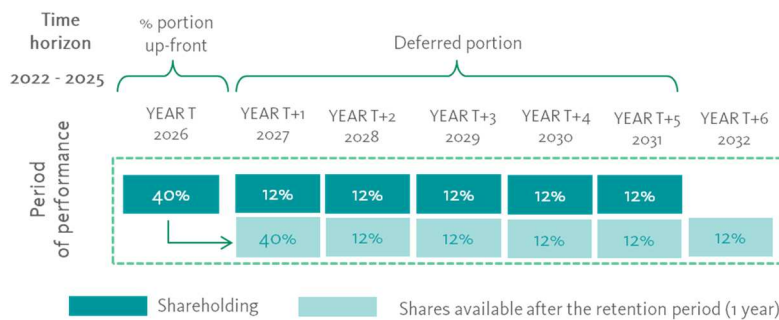 Time
horizon
2022 - 2025
% portion
up-front
Deferred portion
YEAR T
2026
YEAR T+1
2027
YEAR T+2
2028
YEAR T+3
2029
YEAR T+4
2030
YEAR T+5
2031
YEAR T+6
2032
Period
of performance
40%
12%
12%
12%
12%
12%
40%
12%
12%
12%
12%
12%
Shareholding
Shares available after the retention period (1 year)